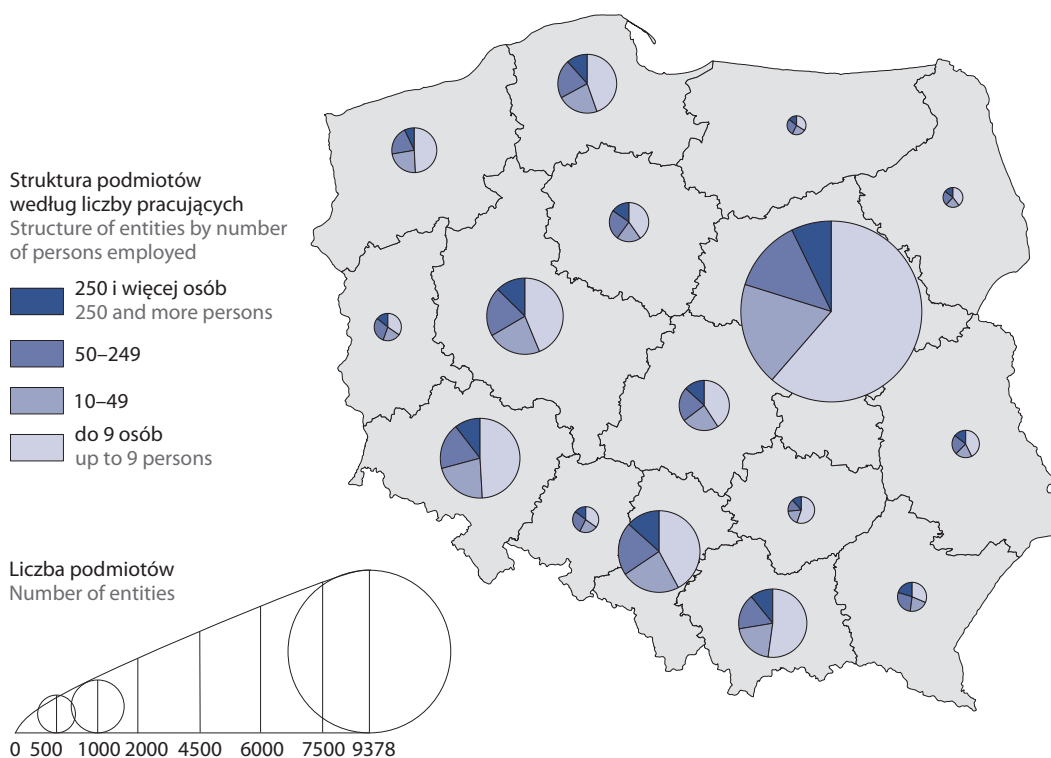 Struktura podmiotów
według liczby pracujących
Structure of entities by number
of persons employed
250 i więcej osób
250 and more persons
50–249
10–49
do 9 osób
up to 9 persons
Liczba podmiotów
Number of entities
0 500 1000 2000 4500 6000 7500 9378